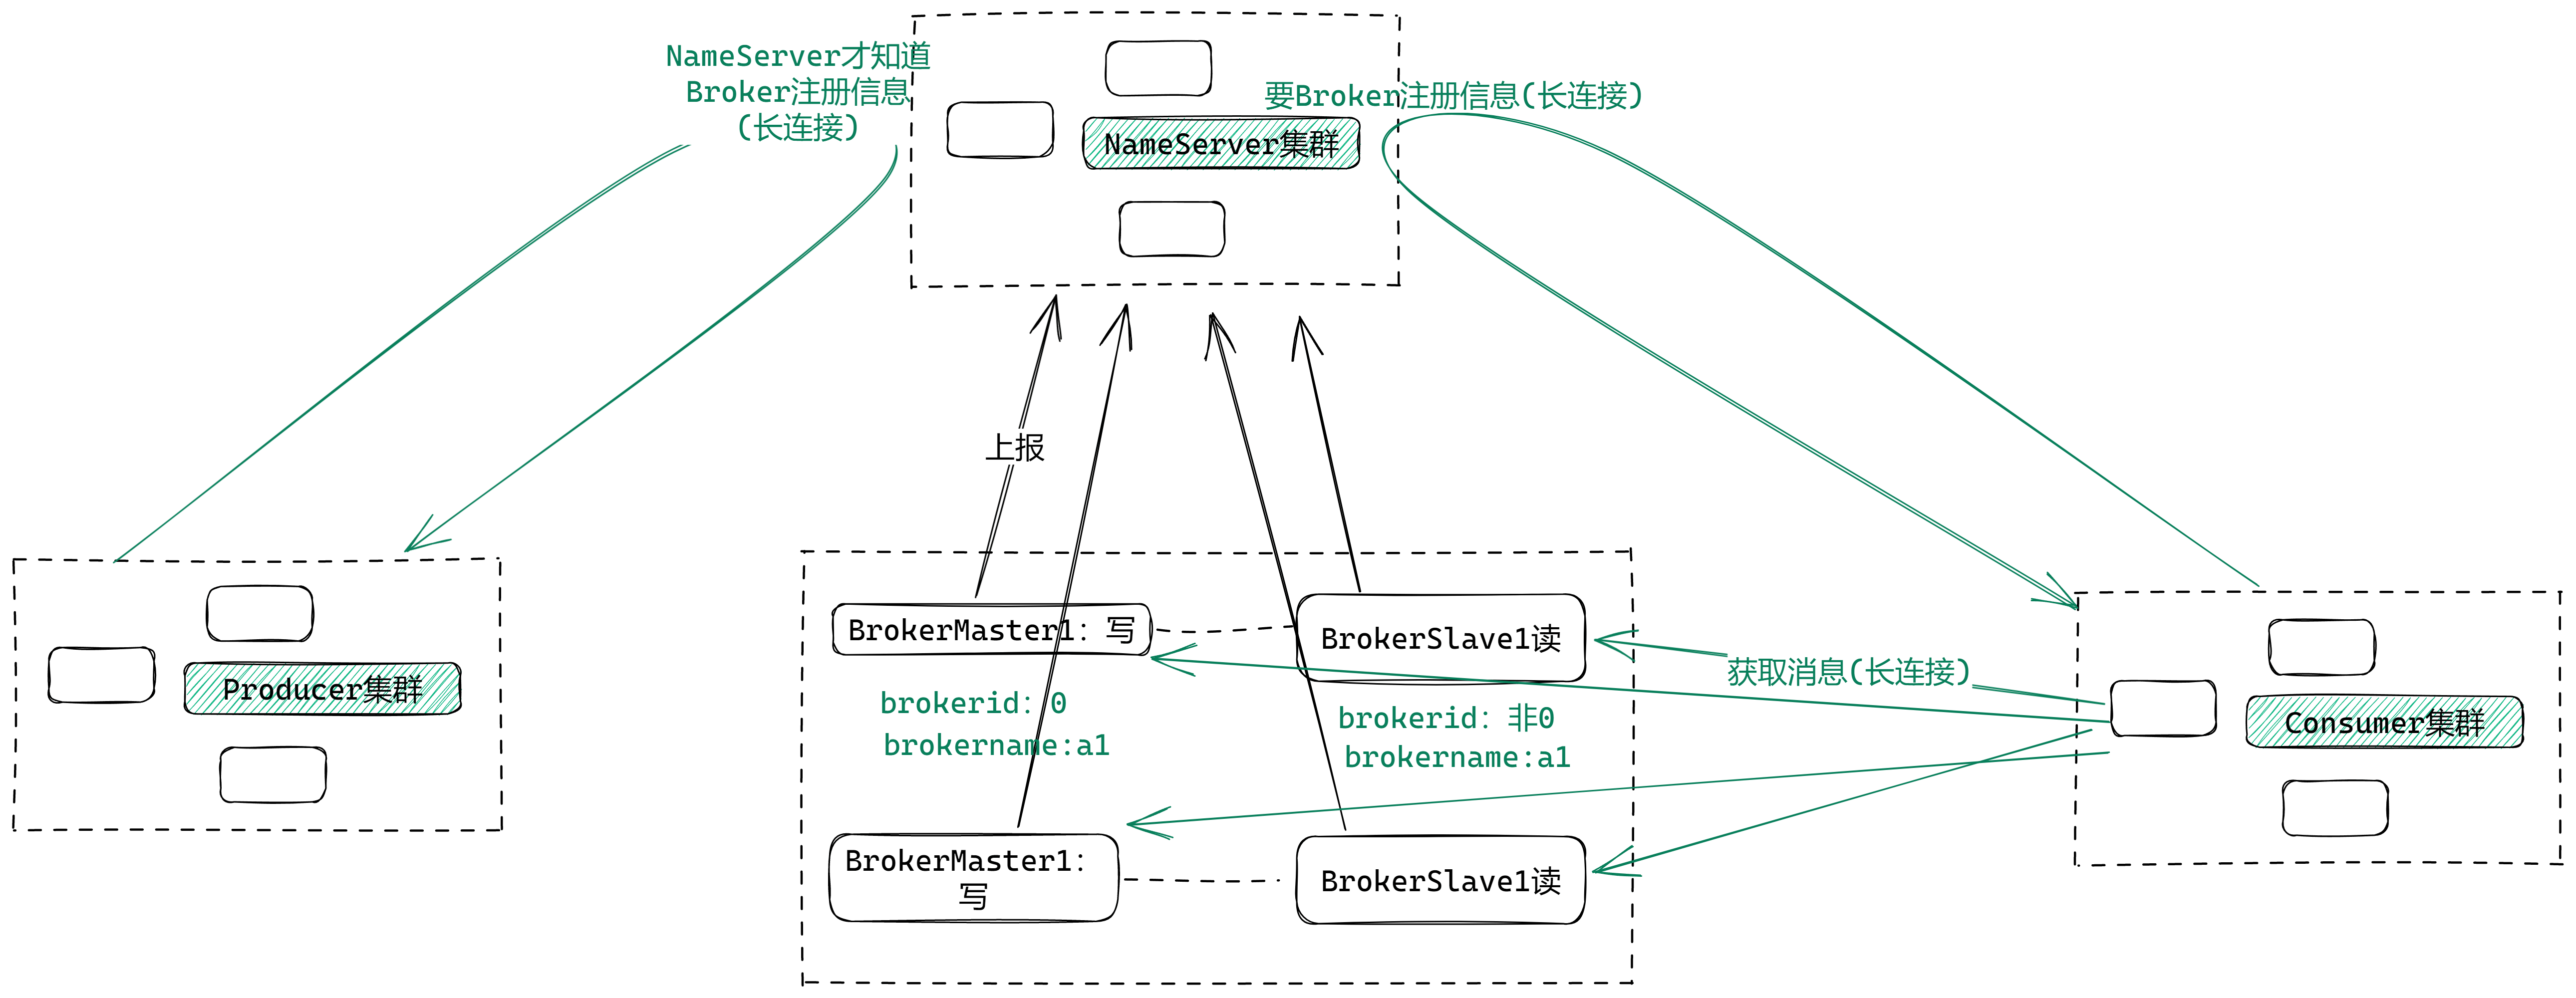 NameServer才知道
Broker注册信息
(长连接)
要Broker注册信息(长连接)
NameServer集群
上报
BrokerMaster1：写
BrokerSlave1读
获取消息(长连接)
Producer集群
brokerid：0
brokername:a1
brokerid：非0
brokername:a1
Consumer集群
BrokerMaster1：
写
BrokerSlave1读